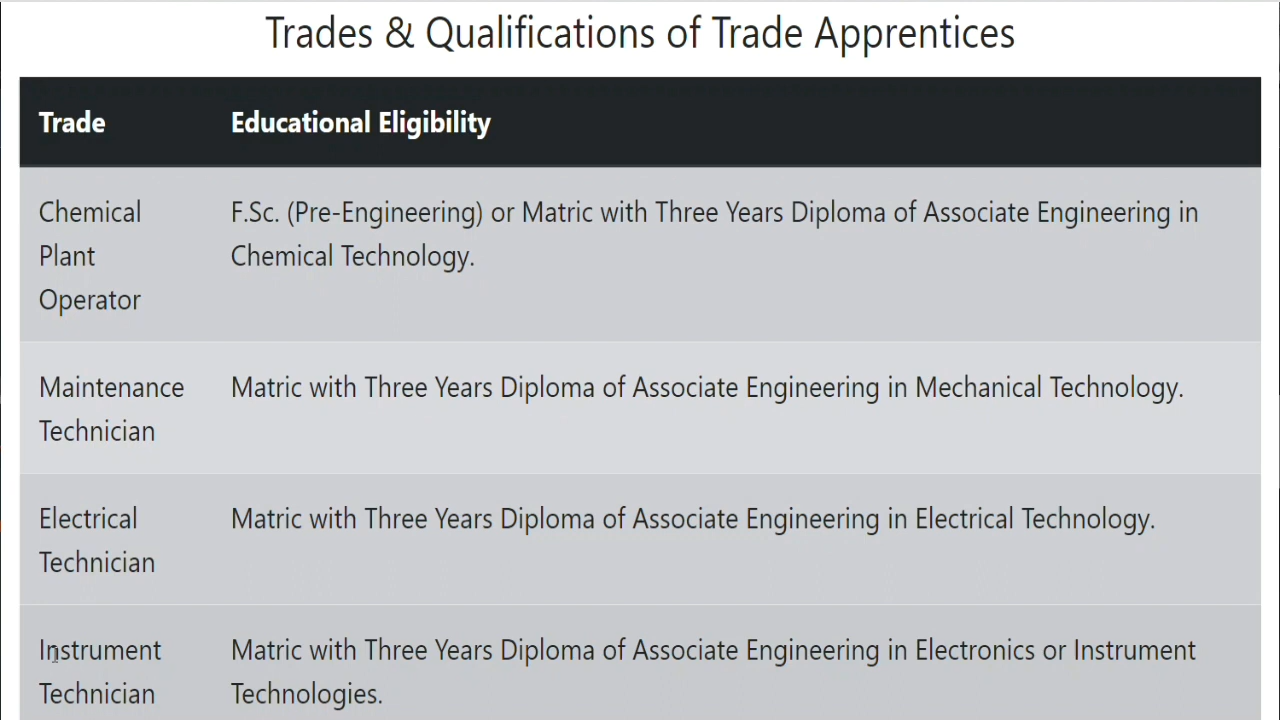 Trades & Qualifications of Trade Apprentices
Trade Educational Eligibility
Chemical Plant Operator
F.Sc. (Pre-Engineering) or Matric with Three Years Diploma of Associate Engineering in
Chemical Technology.
Maintenance Technician
Matric with Three Years Diploma of Associate Engineering in Mechanical Technology.
Electrical Technician
Matric with Three Years Diploma of Associate Engineering in Electrical Technology.
Instrument Technician
Matric with Three Years Diploma of Associate Engineering in Electronics or Instrument
Technologies.